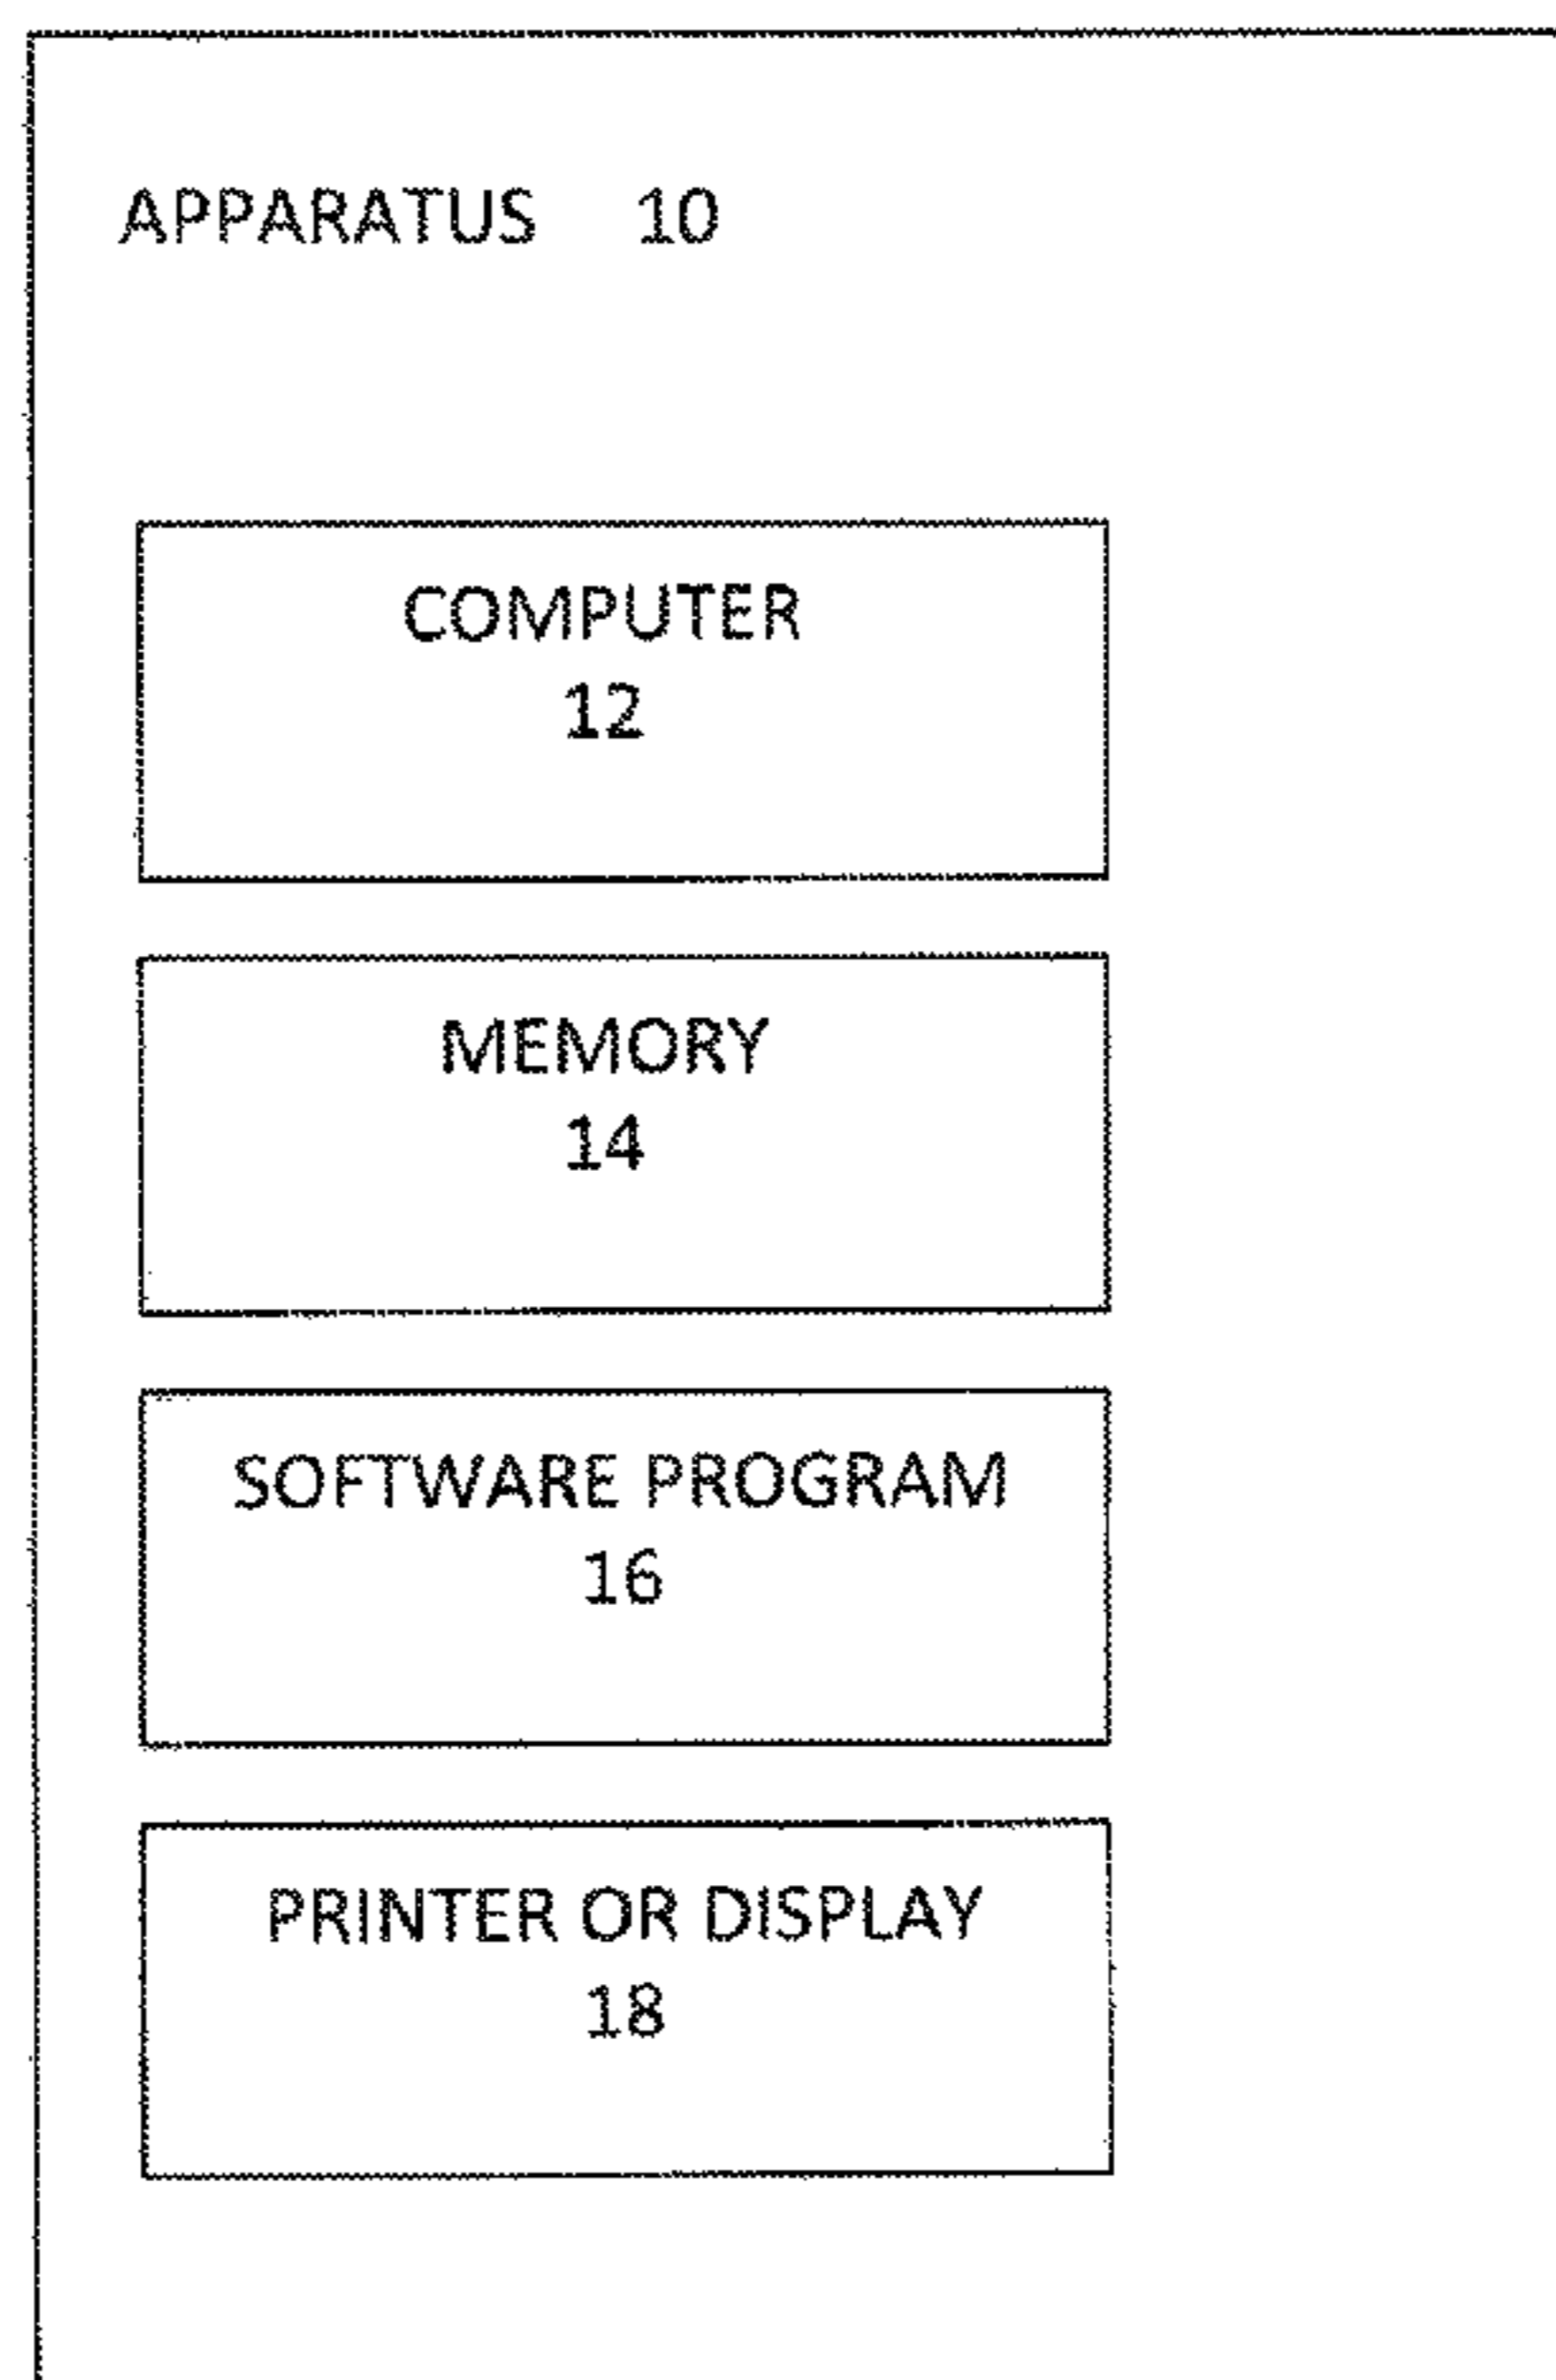 APPARATUS 10
COMPUTER
12
MEMORY
14
SOFTWARE PROGRAM
16
PRINTER OR DISPLAY
18